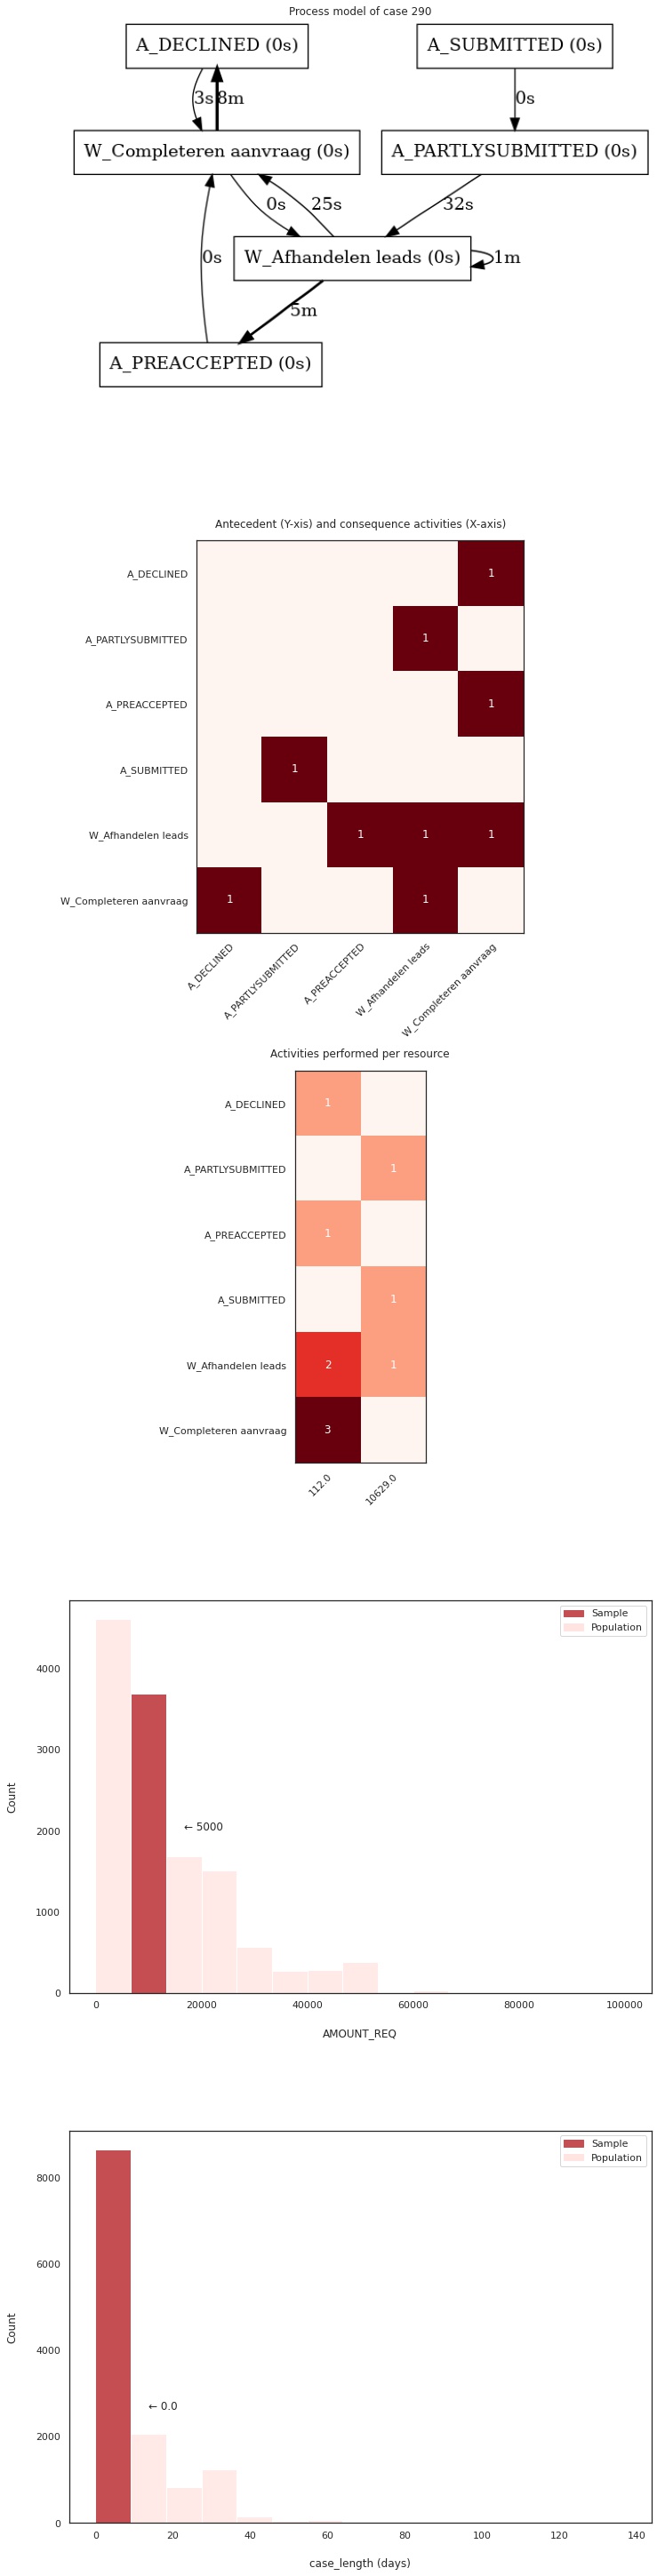 Process model of case 290
A_DECLINED (0s)
A_SUBMITTED (0s)
3s
8m
0s
W_Completeren aanvraag (0s)
A_PARTLYSUBMITTED (0s)
0s
25s
32s
0s
W_Afhandelen leads (0s)
1m
5m
A_PREACCEPTED (0s)
Antecedent (Y-xis) and consequence activities (X-axis)
A_DECLINED
1
A_PARTLYSUBMITTED
1
A_PREACCEPTED
1
A_SUBMITTED
1
W_Afhandelen leads
1
1
1
W_Completeren aanvraag
1
1
A_DECLINED
A_PARTLYSUBMITTED
A_PREACCEPTED
W_Afhandelen leads
W_Completeren aanvraag
Activities performed per resource
A_DECLINED
1
A_PARTLYSUBMITTED
1
A_PREACCEPTED
1
A_SUBMITTED
1
W_Afhandelen leads
2
1
W_Completeren aanvraag
3
112.0
10629.0
Sample
Population
4000
3000
2000
1000
0
Count
← 5000
0
20000
40000
60000
80000
100000
AMOUNT_REQ
Sample
Population
8000
6000
4000
2000
0
Count
← 0.0
0
20
40
60
80
100
120
140
case_length (days)